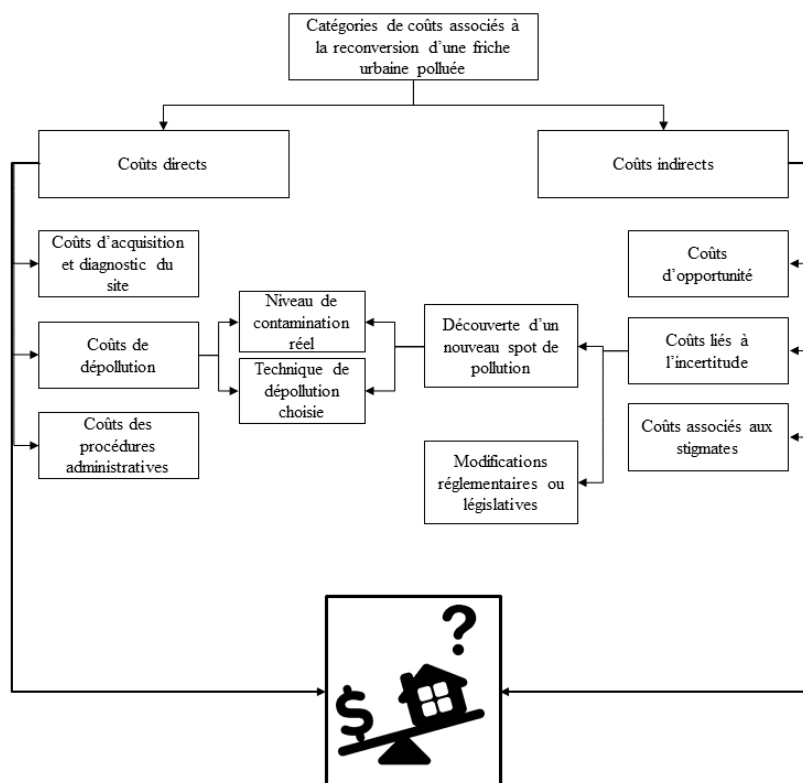 Catégories de coûts associés à
la reconversion d'une friche
urbaine polluée
Coûts directs
Coûts indirects
Coûts d'acquisition
et diagnostic du
site
Coûts de
dépollution
Coûts des
procédures
administratives
Niveau de
contamination
réel
Technique de
dépollution
choisie
Découverte d'un
nouveau spot de
pollution
Modifications
réglementaires ou
législatives
Coûts
d'opportunité
Coûts liés à
l'incertitude
Coûts associés aux
stigmates
?
$